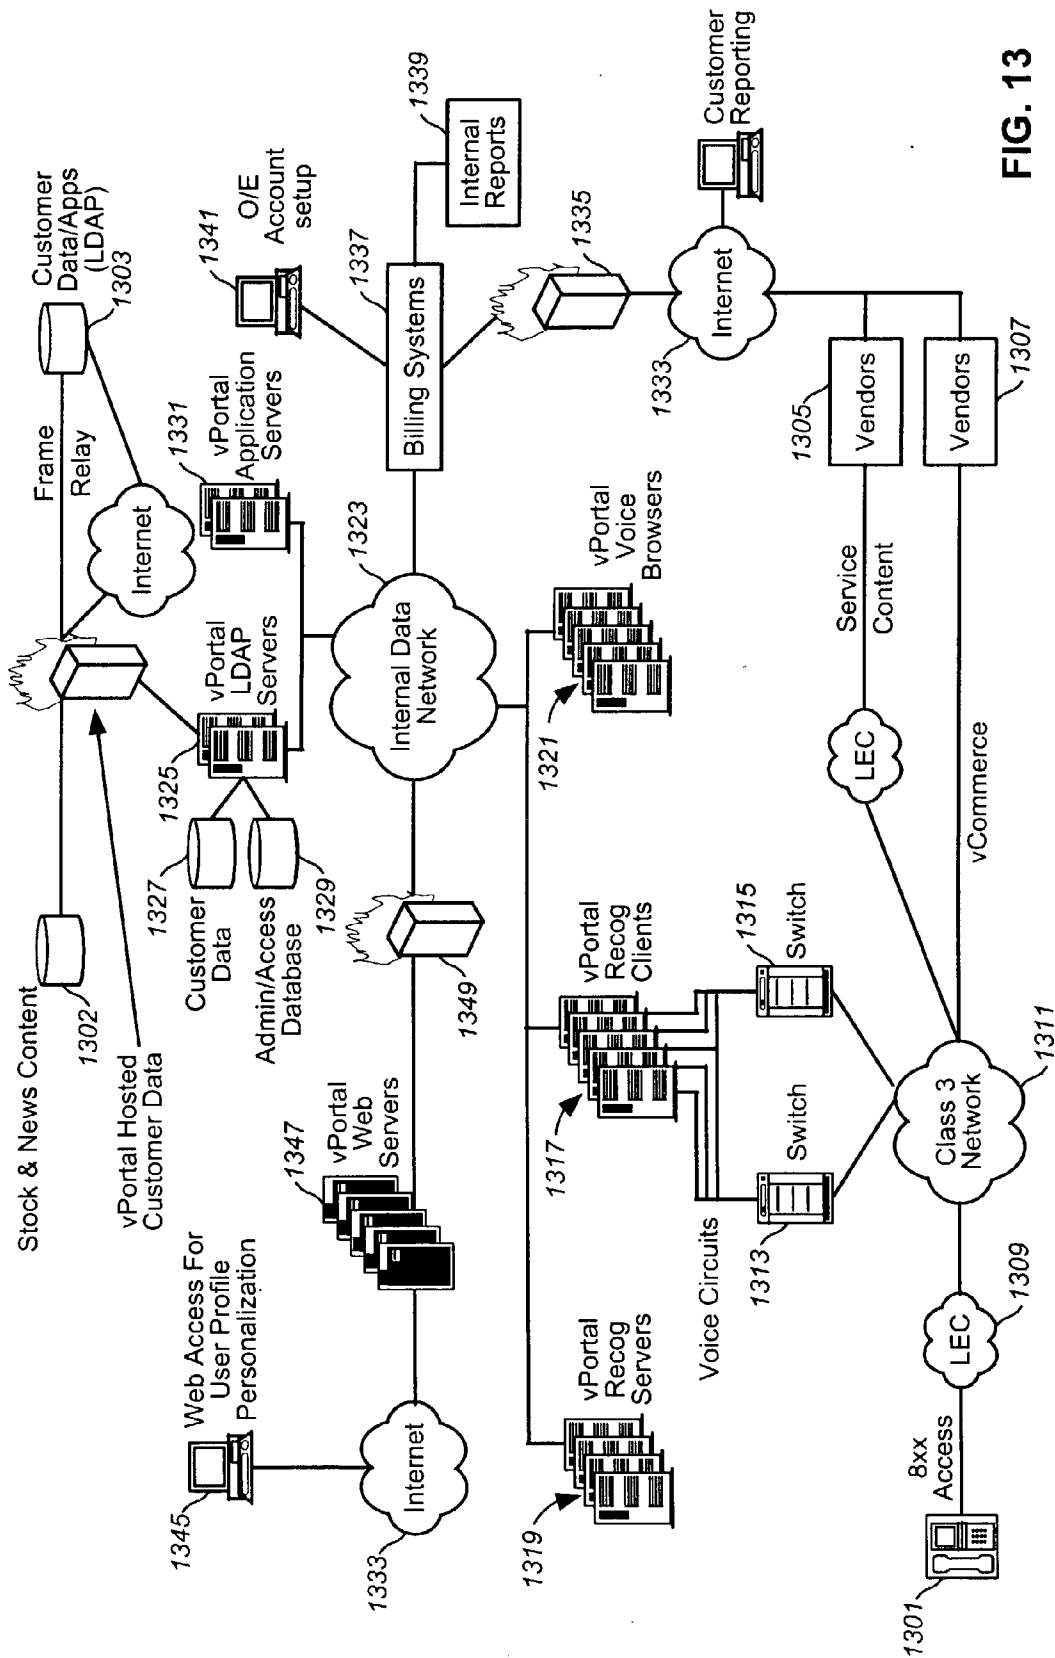 Stock & News Content
1302
vPortal Hosted
Customer Data
Frame
Relay
Customer
Data/Apps
(LDAP)
1303
Internet
Web Access For
User Profile
Personalization
1345
1327
Customer
Data
Admin/Access
Database
1329
1325
vPortal
LDAP
Servers
1331
vPortal
Application
Servers
1341
O/E
Account
setup
Internet
1333
1347
vPortal
Web
Servers
1349
Internal Data
Network
1323
Billing Systems
1337
Internal
Reports
1339
1319
vPortal
Recog
Servers
1317
vPortal
Recog
Clients
1321
vPortal
Voice
Browsers
1335
Internet
1333
Customer
Reporting
Voice Circuits
1313
Switch
1315
Switch
1301
8xx
Access
LEC
1309
Class 3
Network
1311
LEC
Service
Content
vCommerce
1305
Vendors
Vendors
1307
FIG. 13